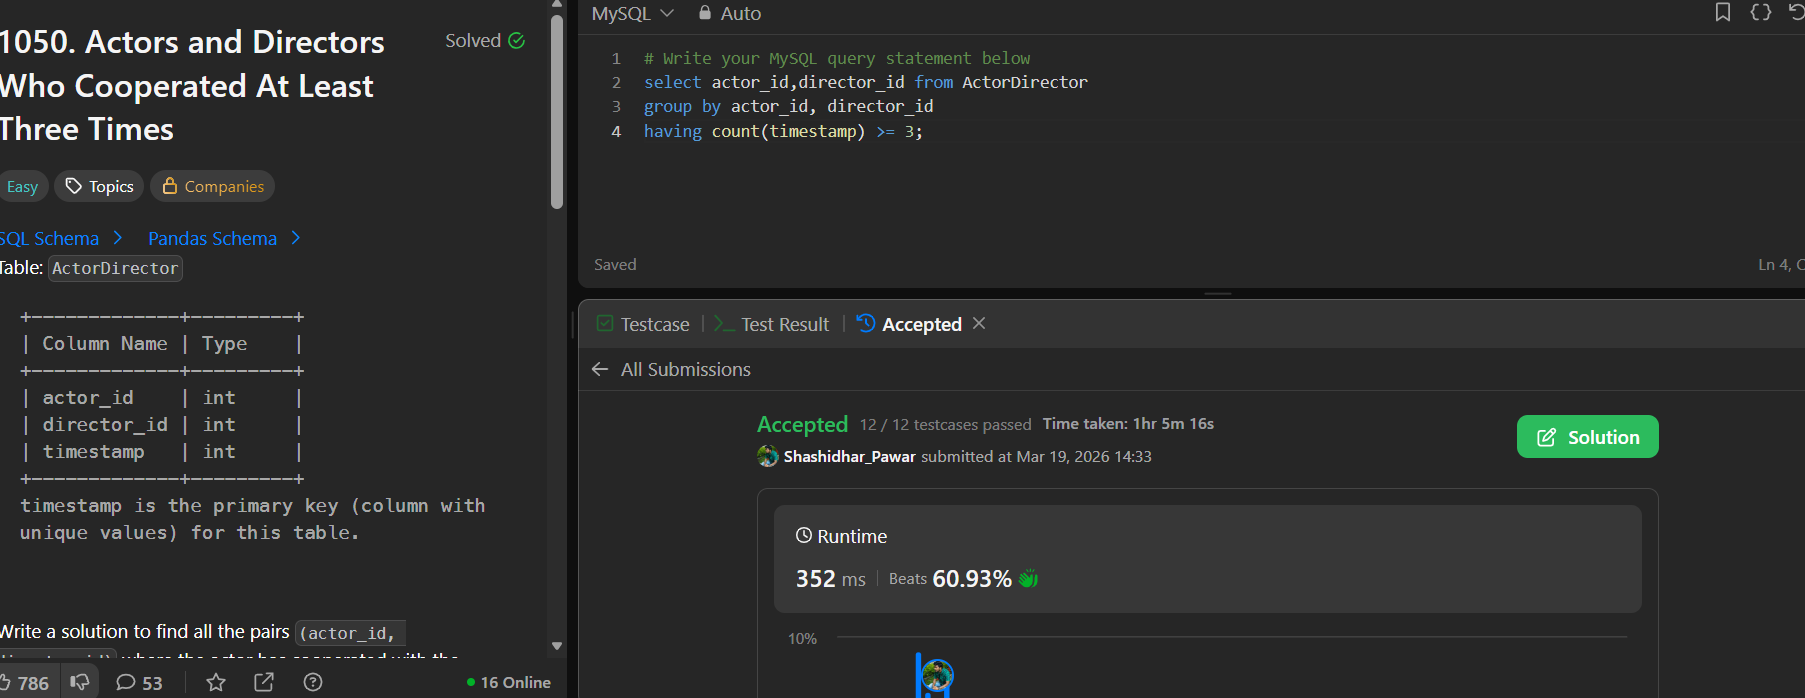 1050. Actors and Directors
Who Cooperated At Least
Three Times
Solved
Easy
Topics
Companies
SQL Schema
Pandas Schema
Table: ActorDirector
+-------------+---------+
| Column Name | Type    |
+-------------+---------+
| actor_id    | int     |
| director_id | int     |
| timestamp   | int     |
+-------------+---------+
timestamp is the primary key (column with
unique values) for this table.
Write a solution to find all the pairs (actor_id,
786
53
16 Online
MySQL
Auto
1 # Write your MySQL query statement below
2 select actor_id,director_id from ActorDirector
3 group by actor_id, director_id
4 having count(timestamp) >= 3;
Saved
Ln 4,
Testcase
Test Result
Accepted
All Submissions
Accepted 12 / 12 testcases passed Time taken: 1hr 5m 16s
Shashidhar_Pawar submitted at Mar 19, 2026 14:33
Solution
Runtime
352 ms Beats 60.93%
10%